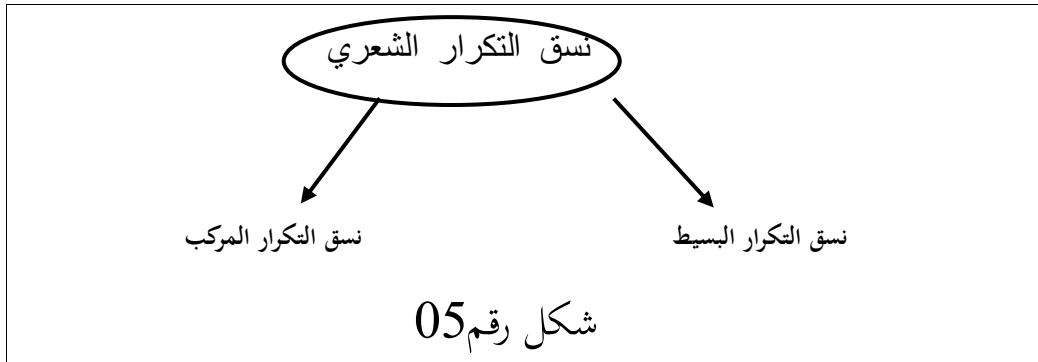 نسق التكرار الشعري
نسق التكرار البسيط
نسق التكرار المركب
شكل رقم05